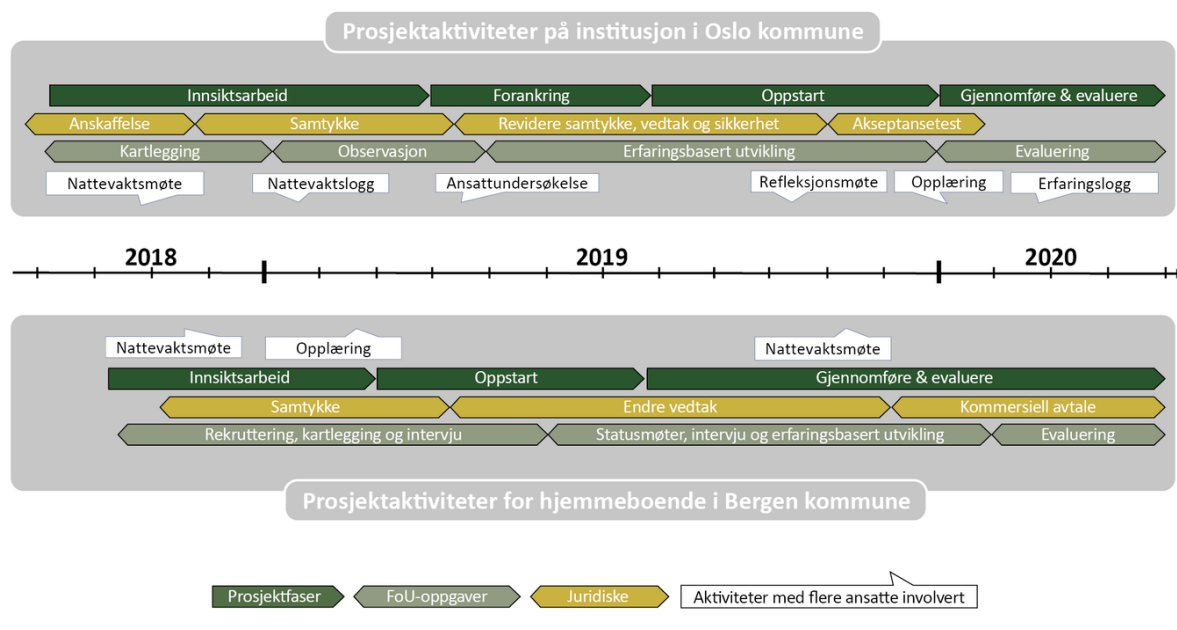 Prosjektaktiviteter på institusjon i Oslo kommune
Innsiktsarbeid Forankring Oppstart Gjennomføre & evaluere
Anskaffelse Samtykke Revidere samtykke, vedtak og sikkerhet Akseptansetest
Kartlegging Observasjon Erfaringsbasert utvikling Evaluering
Nattevaktsmøte Nattevaktslogg Ansattundersøkelse Refleksjonsmøte Opplæring Erfaringslogg
2018 2019 2020
Nattevaktsmøte Opplæring Nattevaktsmøte
Innsiktsarbeid Oppstart Gjennomføre & evaluere
Samtykke Endre vedtak Kommersiell avtale
Rekruttering, kartlegging og intervju Statusmøter, intervju og erfaringsbasert utvikling Evaluering
Prosjektaktiviteter for hjemmeboende i Bergen kommune
Prosjektfaser FoU-oppgaver Juridiske Aktiviteter med flere ansatte involvert